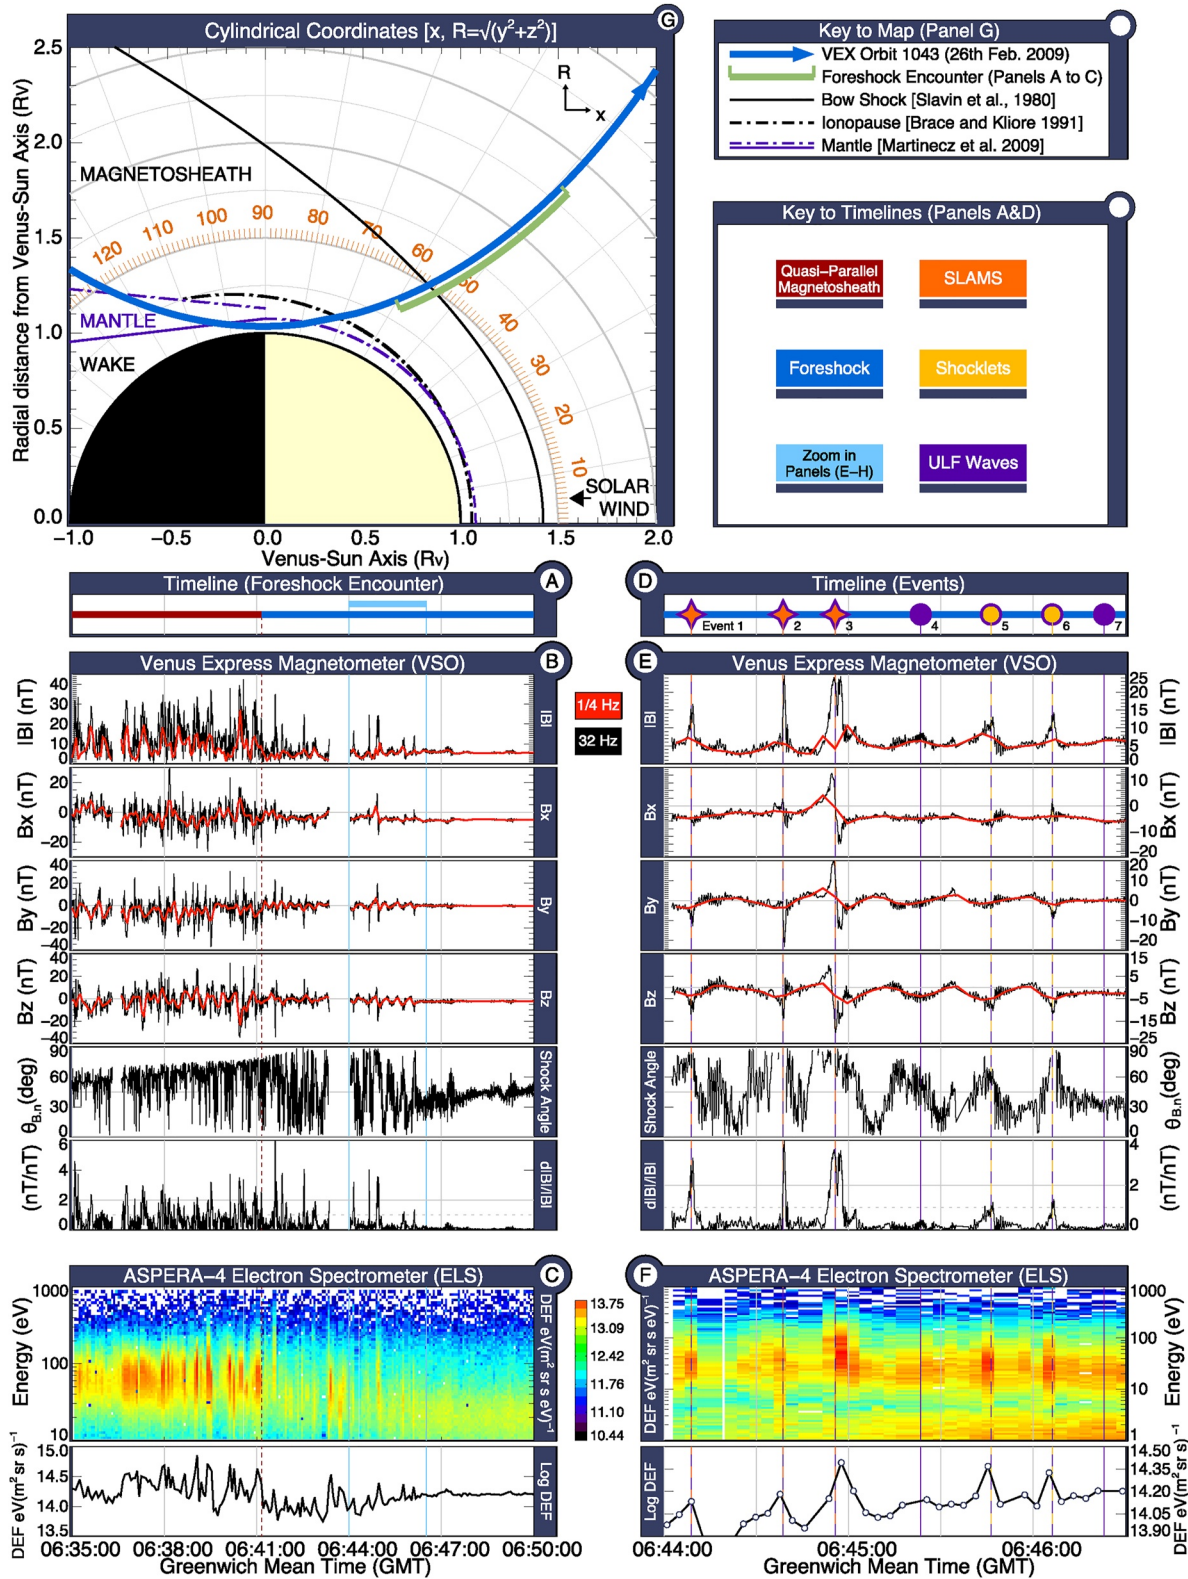 Cylindrical Coordinates [x, R=√(y²+z²)]
G
Radial distance from Venus-Sun Axis (Rv)
2.5
2.0
1.5
1.0
0.5
0.0
MAGNETOSHEATH
MANTLE
WAKE
R
x
120
110
100
90
80
70
60
50
40
30
20
10
SOLAR
WIND
−1.0
−0.5
0.0
0.5
1.0
1.5
2.0
Venus-Sun Axis (Rv)
Key to Map (Panel G)
VEX Orbit 1043 (26th Feb. 2009)
Foreshock Encounter (Panels A to C)
Bow Shock [Slavin et al., 1980]
Ionopause [Brace and Kliore 1991]
Mantle [Martinecz et al. 2009]
Key to Timelines (Panels A&D)
Quasi−Parallel
Magnetosheath
SLAMS
Foreshock
Shocklets
Zoom in
Panels (E−H)
ULF Waves
Timeline (Foreshock Encounter)
A
Venus Express Magnetometer (VSO)
B
|B| (nT)
40
30
20
10
0
|B|
Bx (nT)
20
0
−20
Bx
By (nT)
40
20
0
−20
−40
By
Bz (nT)
40
20
0
−20
−40
Bz
θB,n(deg)
90
60
30
0
Shock Angle
(nT/nT)
6
4
2
0
d|B|/|B|
1/4 Hz
32 Hz
ASPERA−4 Electron Spectrometer (ELS)
C
Energy (eV)
1000
100
10
DEF eV(m² sr s eV)⁻¹
13.75
13.09
12.42
11.76
11.10
10.44
DEF eV(m² sr s)⁻¹
15.0
14.5
14.0
13.5
Log DEF
06:35:00
06:38:00
06:41:00
06:44:00
06:47:00
06:50:00
Greenwich Mean Time (GMT)
D
Timeline (Events)
Event 1
2
3
4
5
6
7
E
Venus Express Magnetometer (VSO)
|B|
25
20
15
10
5
0
|B| (nT)
Bx
10
0
−10
−20
Bx (nT)
By
20
10
0
−10
−20
By (nT)
Bz
15
5
−5
−15
−25
Bz (nT)
Shock Angle
90
60
30
0
θB,n(deg)
d|B|/|B|
4
2
0
(nT/nT)
F
ASPERA−4 Electron Spectrometer (ELS)
DEF eV(m² sr s eV)⁻¹
1000
100
10
1
Energy (eV)
Log DEF
14.50
14.35
14.20
14.05
13.90
DEF eV(m² sr s)⁻¹
06:44:00
06:45:00
06:46:00
Greenwich Mean Time (GMT)